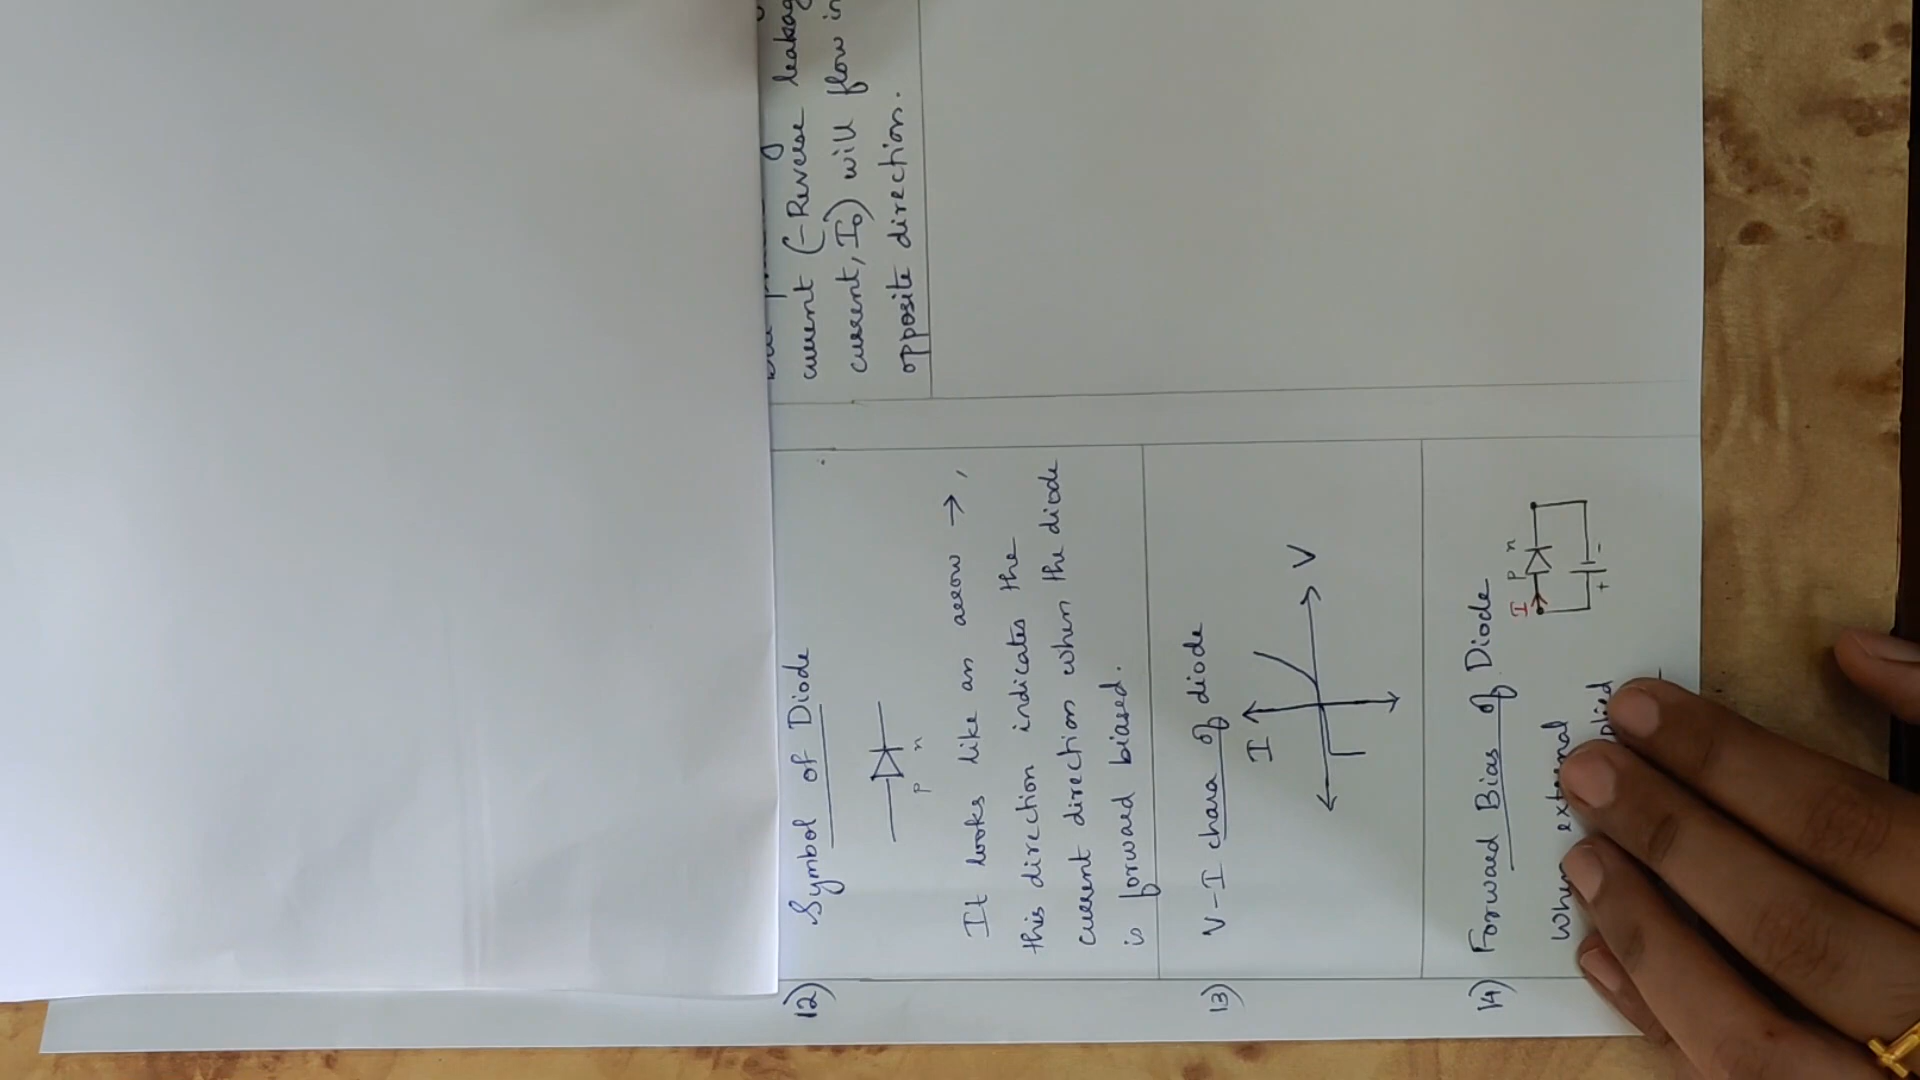 12) Symbol of Diode
p n
It looks like an arrow →,
this direction indicates the
current direction when the diode
is forward biased.
13) V-I chara of diode
I
V
14) Forward Bias of Diode
I p n
+ -
When external
current (-Reverse
current, I₀) will flow in
opposite direction.